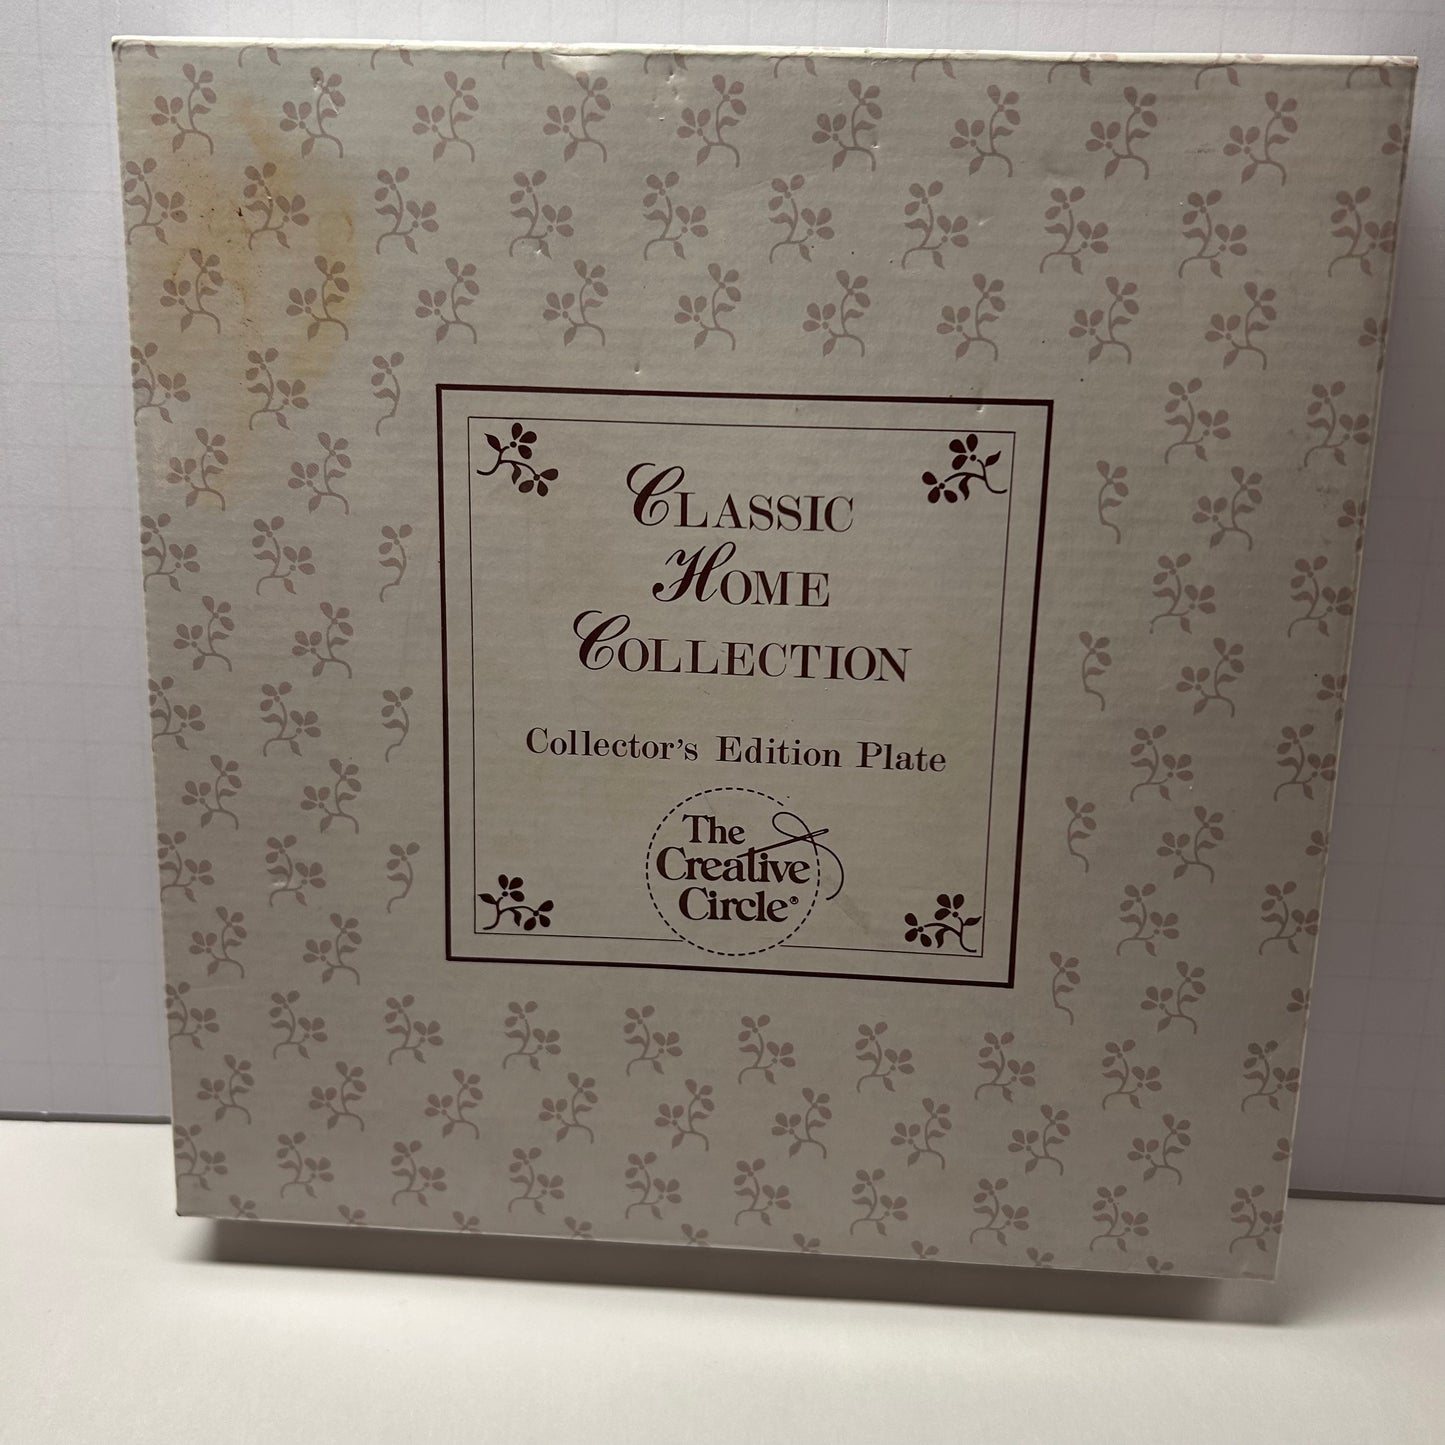 Classic
Home
Collection
Collector's Edition Plate
The
Creative
Circle®